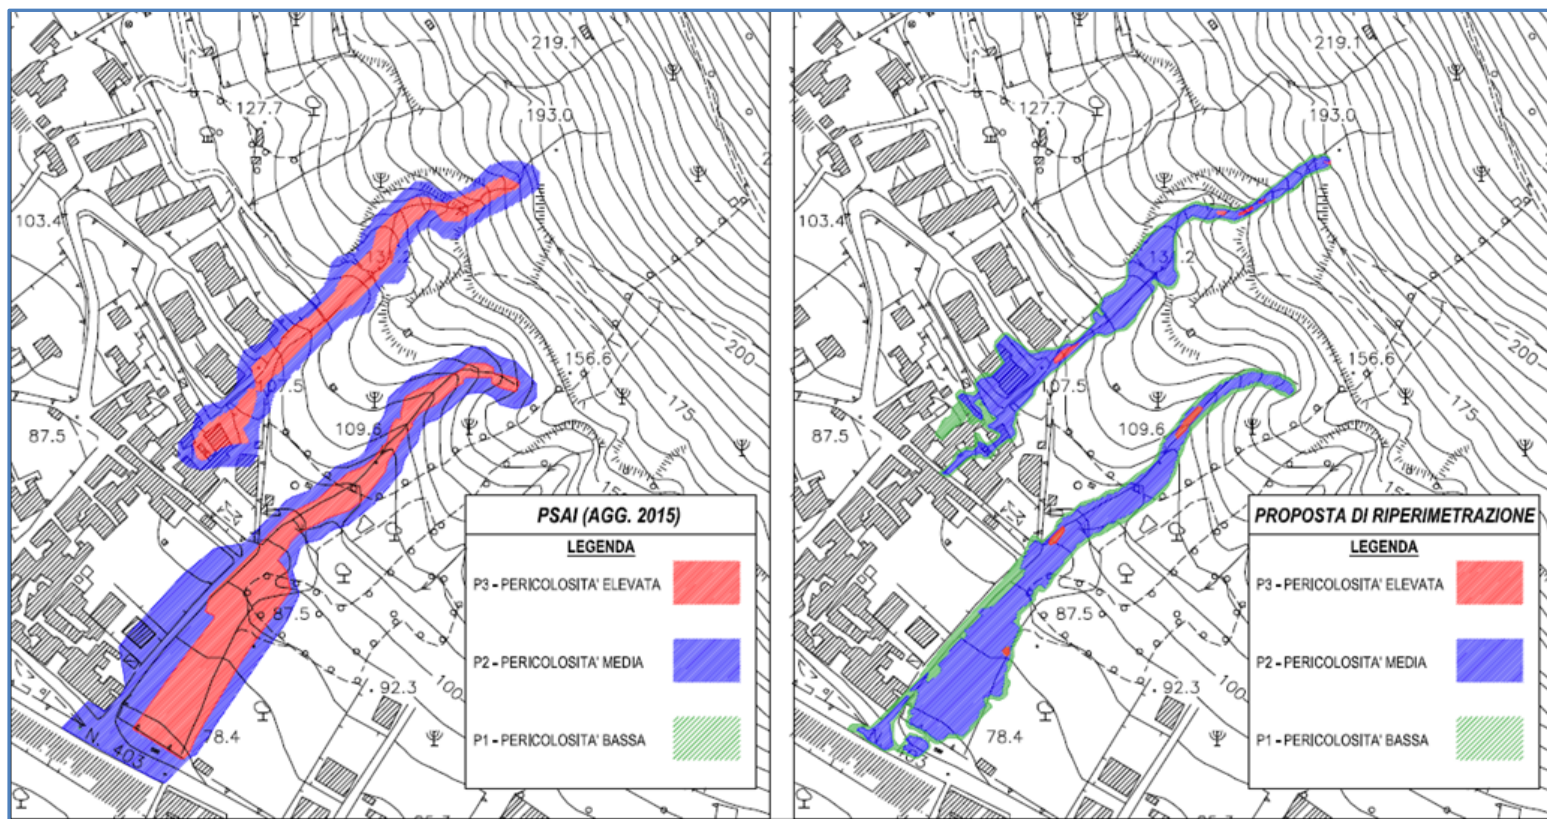 219.1
193.0
127.7
103.4
131.2
107.5
87.5
109.6
156.6
200
175
87.5
100
92.3
78.4
N. 403
PSAI (AGG. 2015)
LEGENDA
P3 - PERICOLOSITA' ELEVATA
P2 - PERICOLOSITA' MEDIA
P1 - PERICOLOSITA' BASSA
219.1
193.0
127.7
103.4
107.5
87.5
109.6
156.6
200
175
87.5
100
92.3
78.4
PROPOSTA DI RIPERIMETRAZIONE
LEGENDA
P3 - PERICOLOSITA' ELEVATA
P2 - PERICOLOSITA' MEDIA
P1 - PERICOLOSITA' BASSA